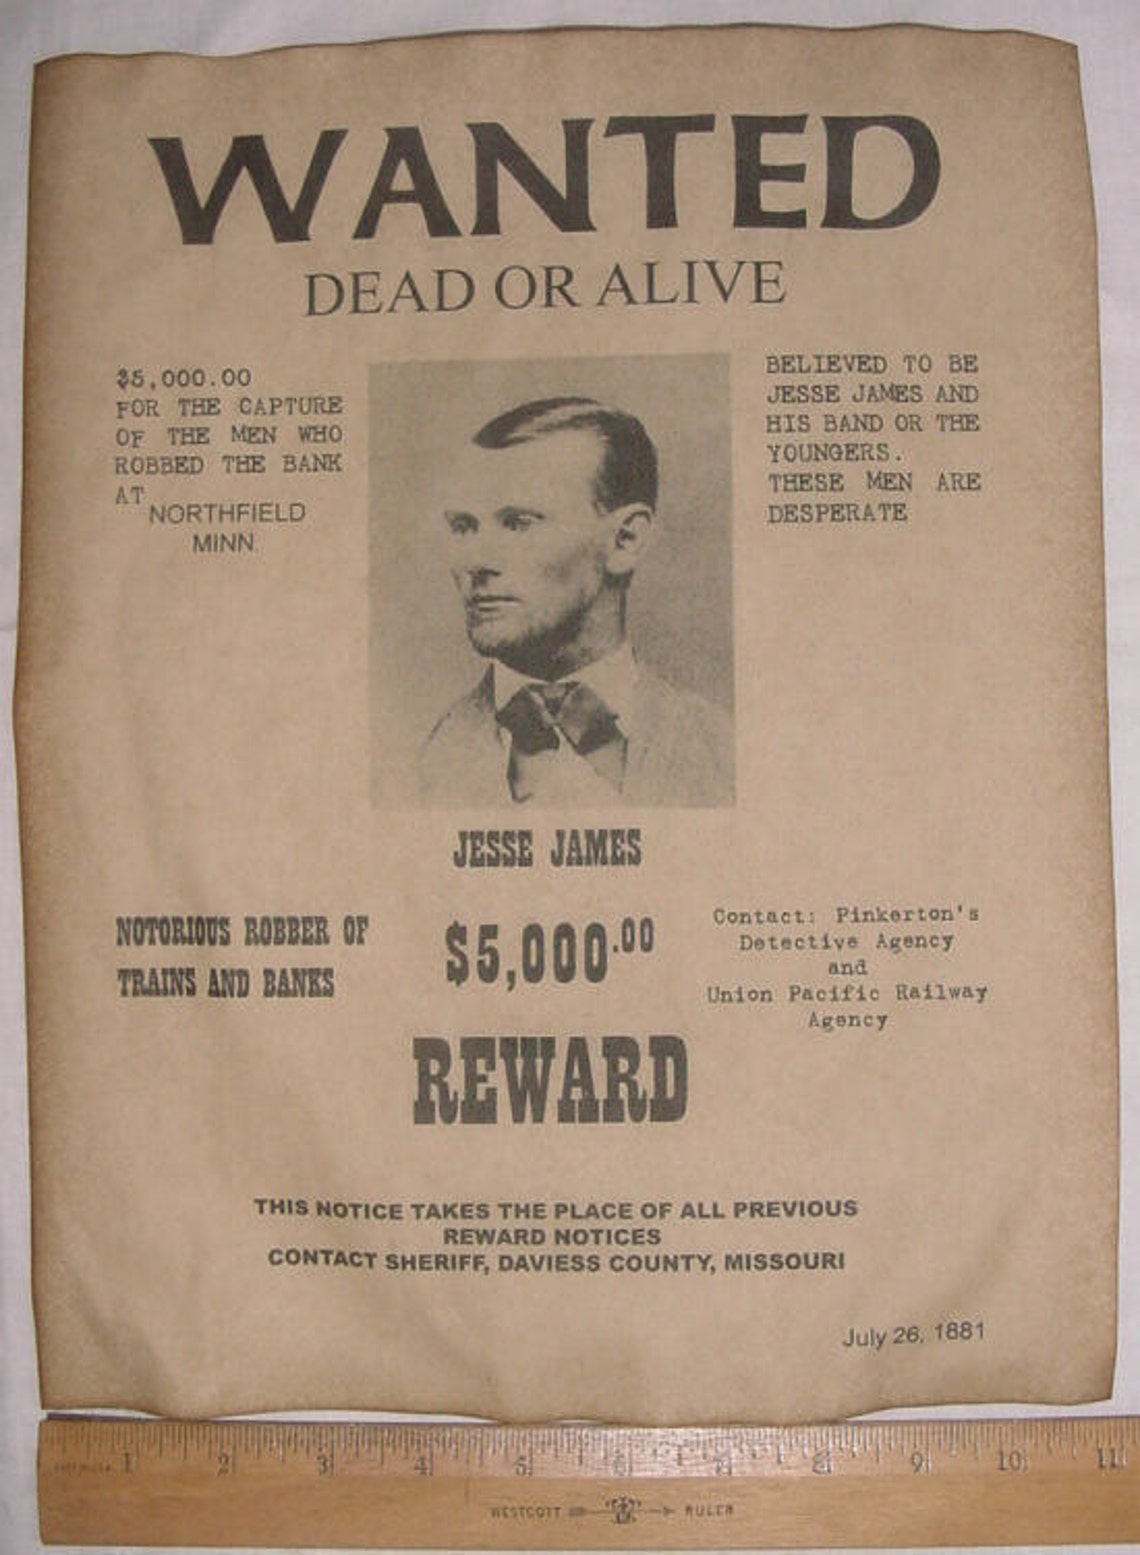 WANTED
DEAD OR ALIVE
$5,000.00
FOR THE CAPTURE
OF THE MEN WHO
ROBBED THE BANK
AT
NORTHFIELD
MINN.
BELIEVED TO BE
JESSE JAMES AND
HIS BAND OR THE
YOUNGERS.
THESE MEN ARE
DESPERATE
JESSE JAMES
NOTORIOUS ROBBER OF
TRAINS AND BANKS
$5,000.00
Contact: Pinkerton's
Detective Agency
and
Union Pacific Railway
Agency
REWARD
THIS NOTICE TAKES THE PLACE OF ALL PREVIOUS
REWARD NOTICES
CONTACT SHERIFF, DAVIESS COUNTY, MISSOURI
July 26, 1881
1 2 3 4 5 6 7 8 9 10 11
WESTCOTT RULER